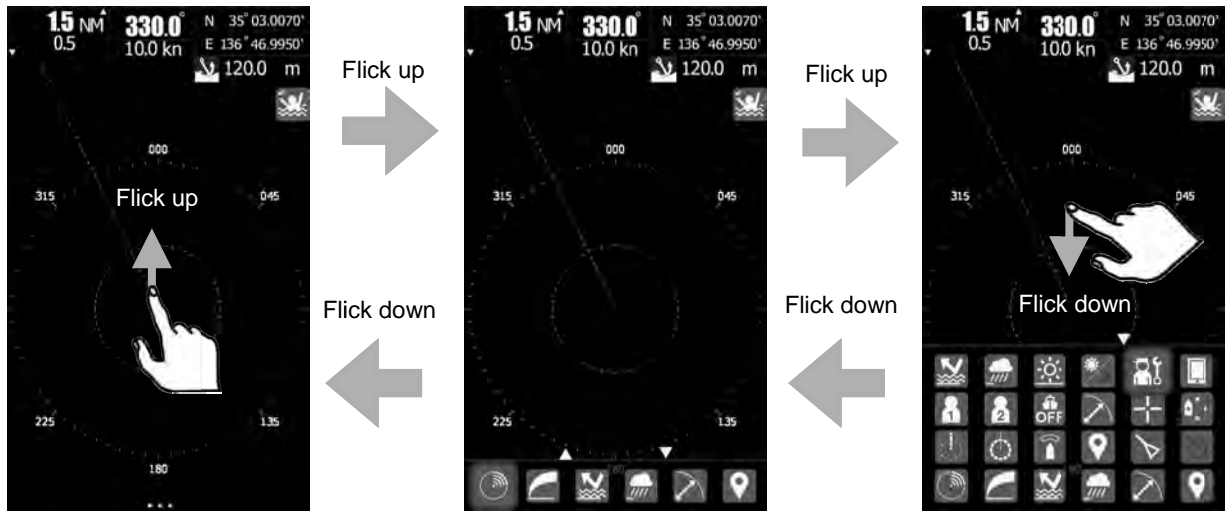 1.5 NM 330.0° N 35° 03.0070'
0.5 10.0 kn E 136° 46.9950'
120.0 m
000
315 045
Flick up
225 135
180
...
Flick up
Flick down
1.5 NM 330.0° N 35° 03.0070'
0.5 10.0 kn E 136° 46.9950'
120.0 m
000
315 045
225 135
Flick up
Flick down
1.5 NM 330.0° N 35° 03.0070'
0.5 10.0 kn E 136° 46.9950'
120.0 m
000
315 045
Flick down
1 2 OFF